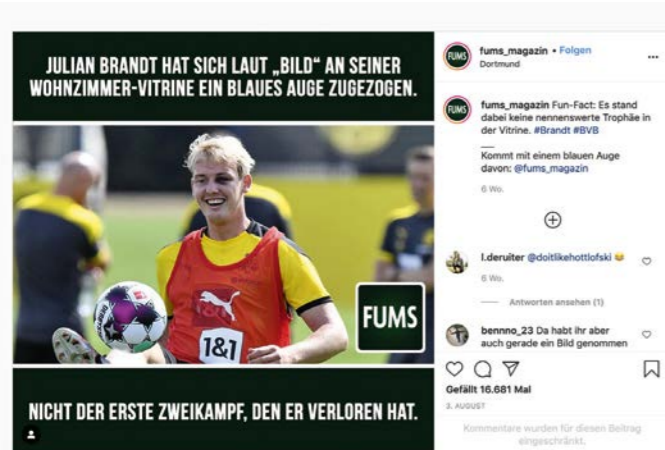 JULIAN BRANDT HAT SICH LAUT „BILD“ AN SEINER
WOHNZIMMER-VITRINE EIN BLAUES AUGE ZUGEZOGEN.
1&1
FUMS
NICHT DER ERSTE ZWEIKAMPF, DEN ER VERLOREN HAT.
FUMS
fums_magazin • Folgen
Dortmund
FUMS
fums_magazin Fun-Fact: Es stand
dabei keine nennenswerte Trophäe in
der Vitrine. #Brandt #BVB
Kommt mit einem blauen Auge
davon: @fums_magazin
6 Wo.
l.deruiter @doitlikehottlofski 😂
6 Wo.
Antworten ansehen (1)
bennno_23 Da habt ihr aber
auch gerade ein Bild genommen
Gefällt 16.681 Mal
3. AUGUST
Kommentare wurden für diesen Beitrag
eingeschränkt.